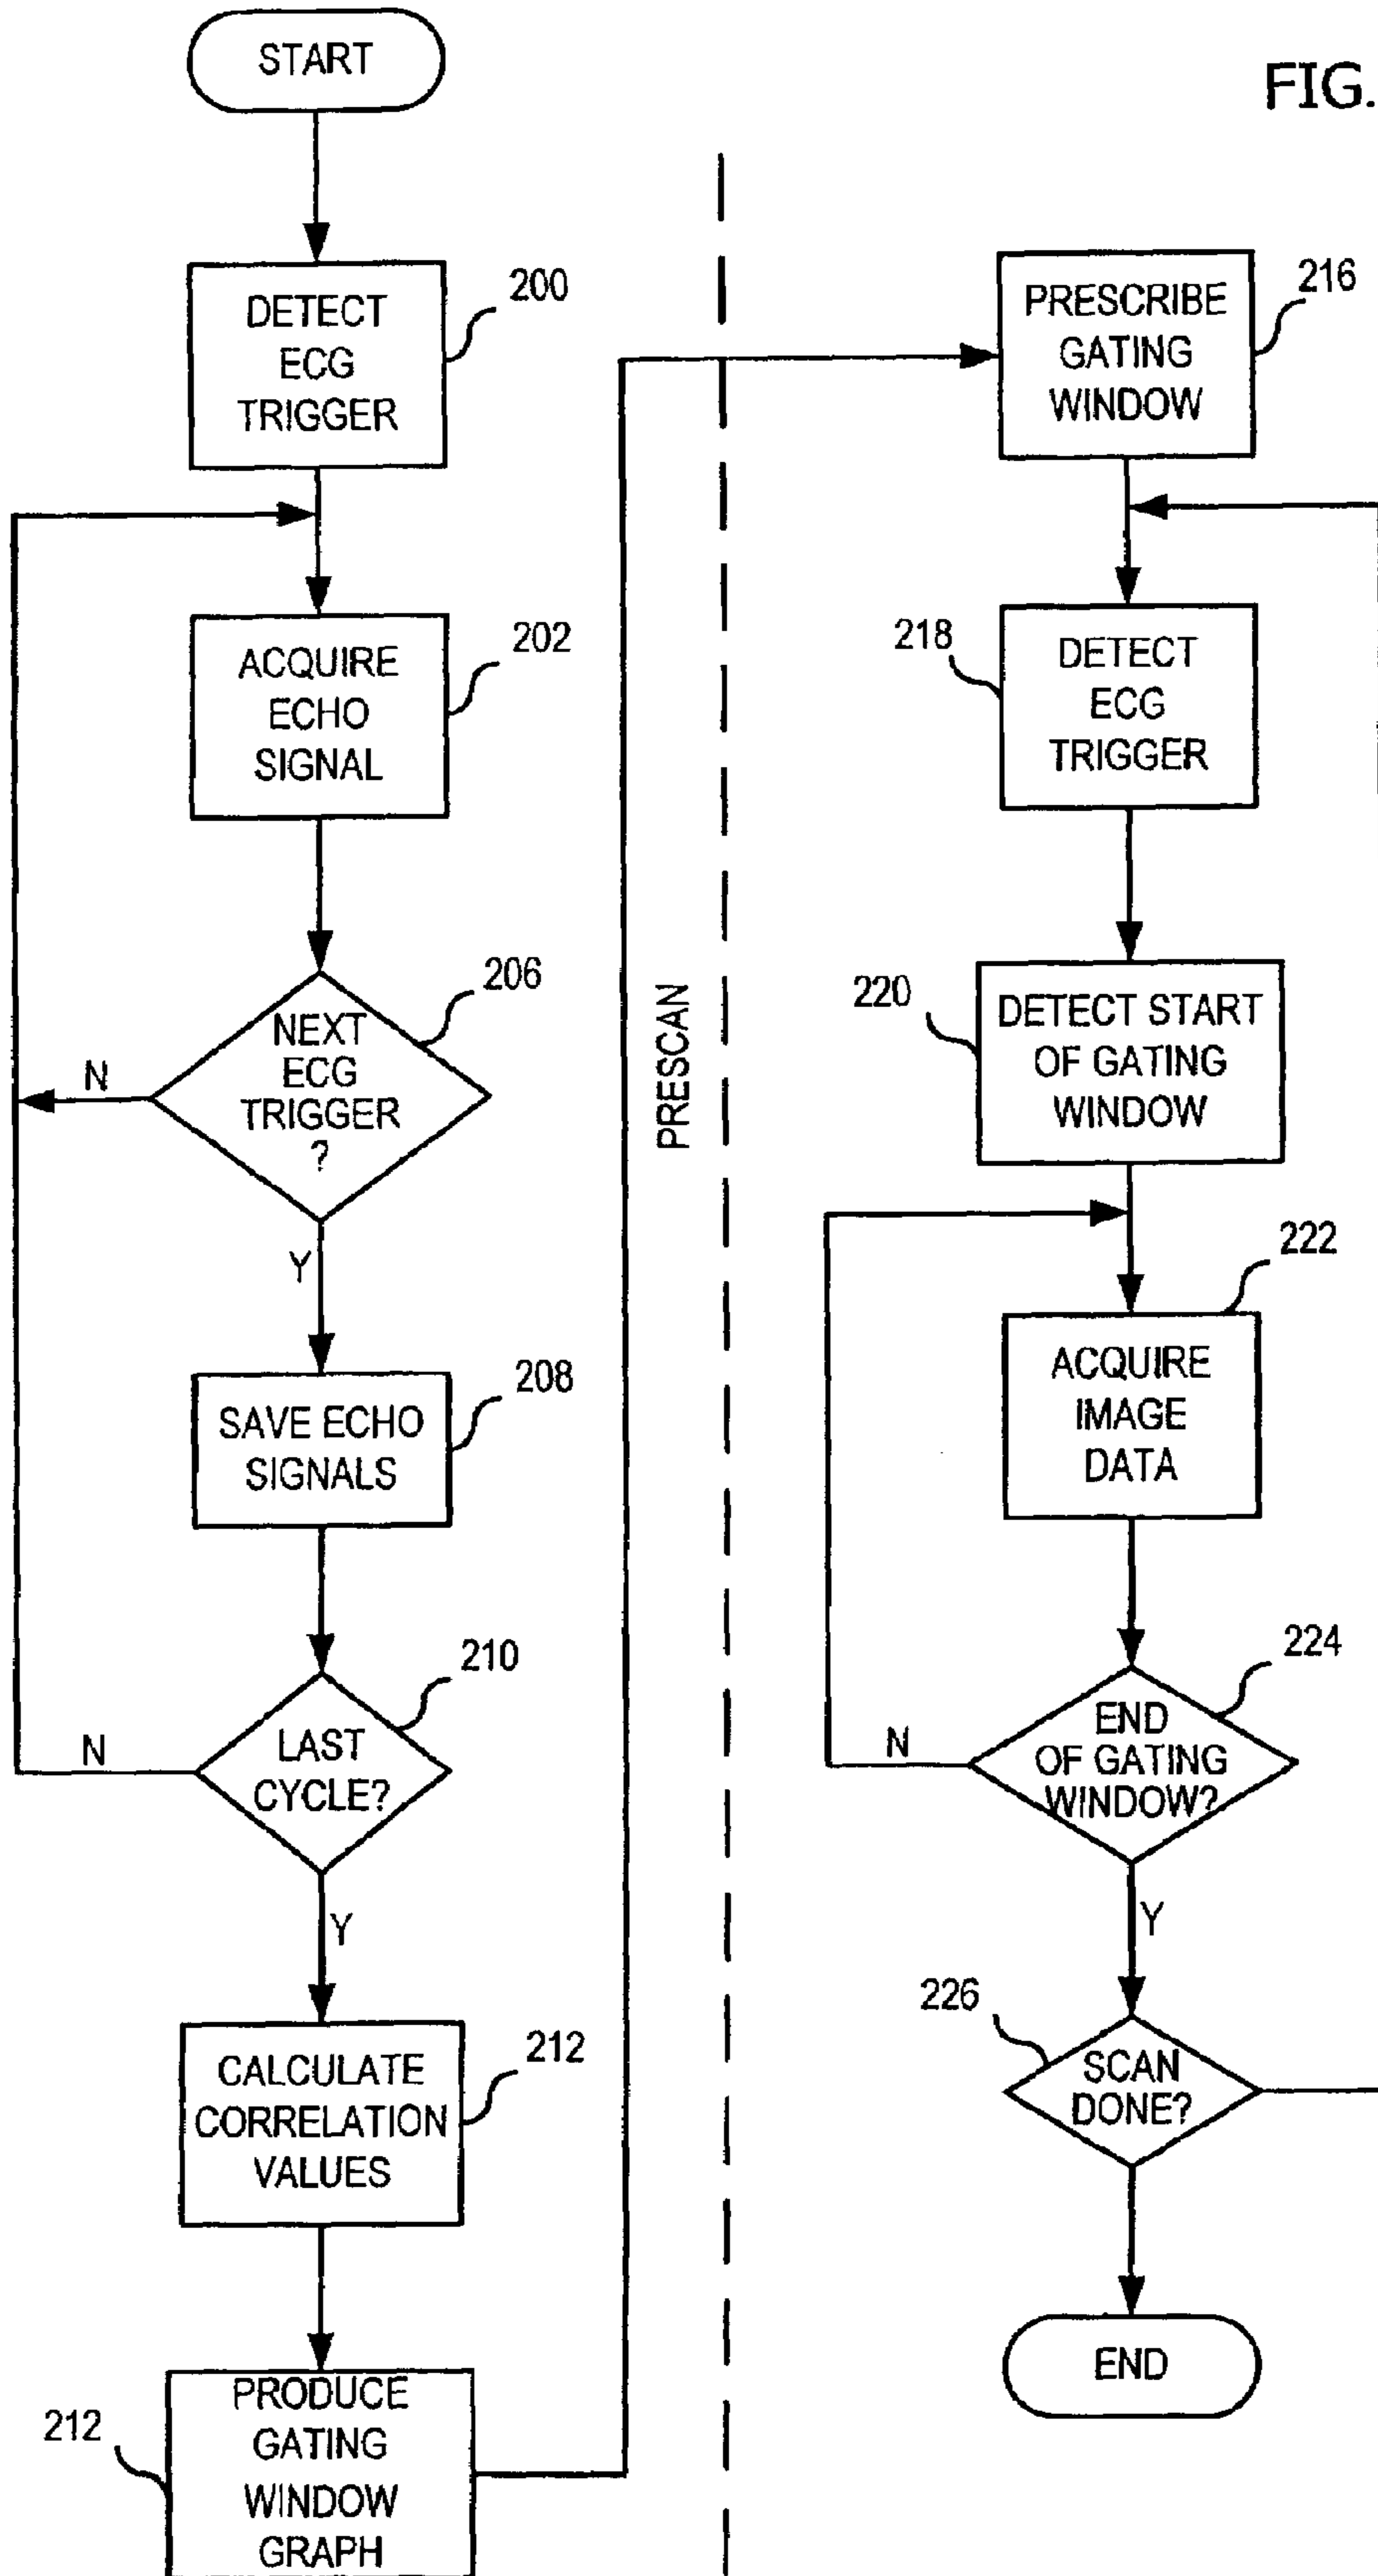 START
FIG.
DETECT
ECG
TRIGGER
200
ACQUIRE
ECHO
SIGNAL
202
NEXT
ECG
TRIGGER
?
206
N
Y
SAVE ECHO
SIGNALS
208
LAST
CYCLE?
210
N
Y
CALCULATE
CORRELATION
VALUES
212
PRODUCE
GATING
WINDOW
GRAPH
212
PRESCAN
PRESCRIBE
GATING
WINDOW
216
DETECT
ECG
TRIGGER
218
DETECT START
OF GATING
WINDOW
220
ACQUIRE
IMAGE
DATA
222
END
OF GATING
WINDOW?
224
N
Y
SCAN
DONE?
226
END